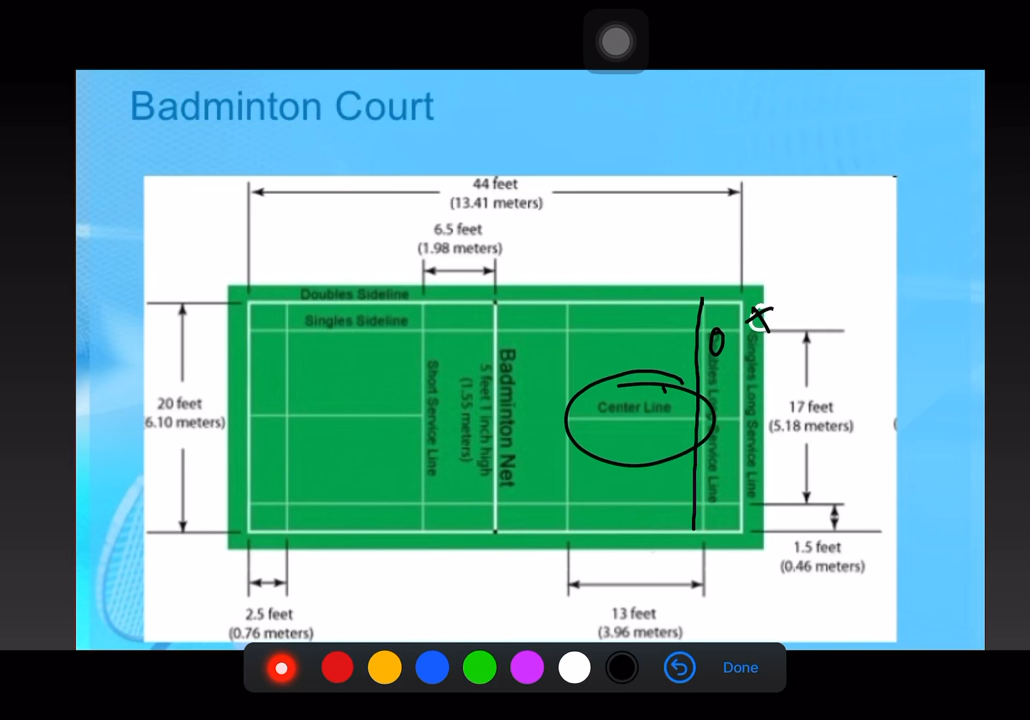 Badminton Court
44 feet
(13.41 meters)
6.5 feet
(1.98 meters)
Doubles Sideline
Singles Sideline
Short Service Line
5 feet 1 inch high
(1.55 meters)
Badminton Net
Center Line
Service Line
Singles Long Service Line
20 feet
6.10 meters)
17 feet
(5.18 meters)
1.5 feet
(0.46 meters)
2.5 feet
(0.76 meters)
13 feet
(3.96 meters)
Done